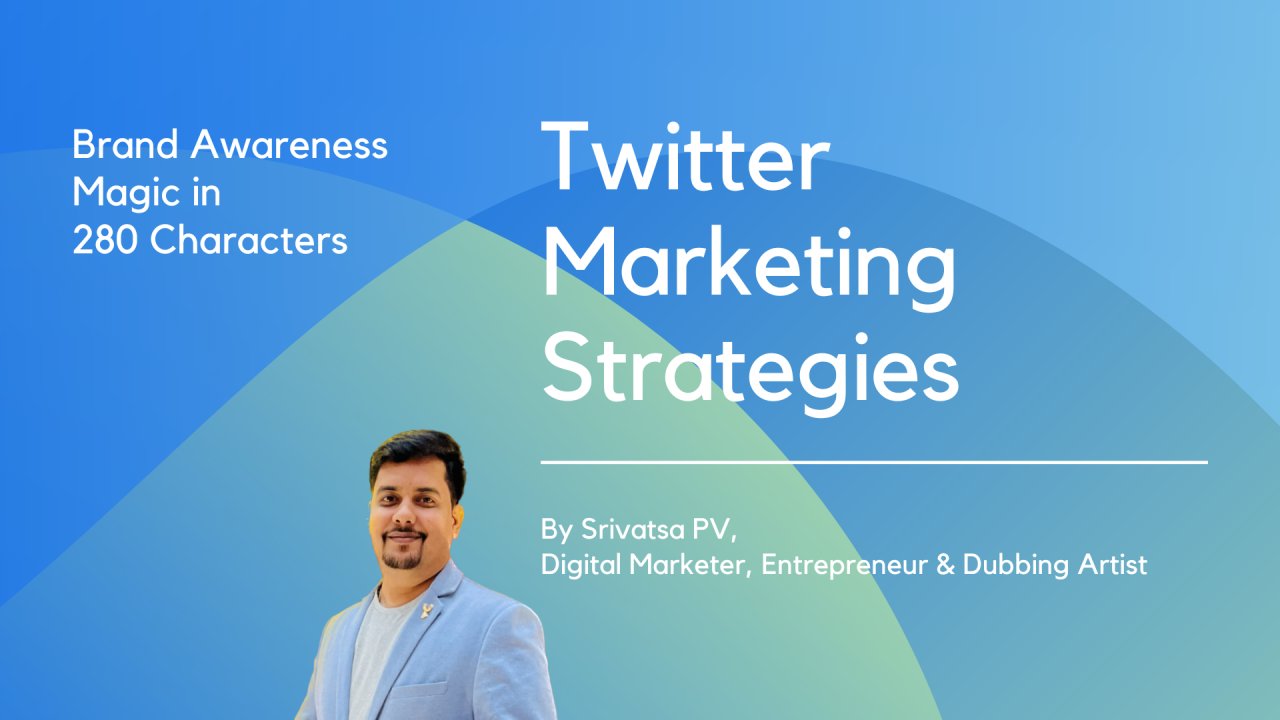 Brand Awareness
Magic in
280 Characters
Twitter
Marketing
Strategies
By Srivatsa PV,
Digital Marketer, Entrepreneur & Dubbing Artist